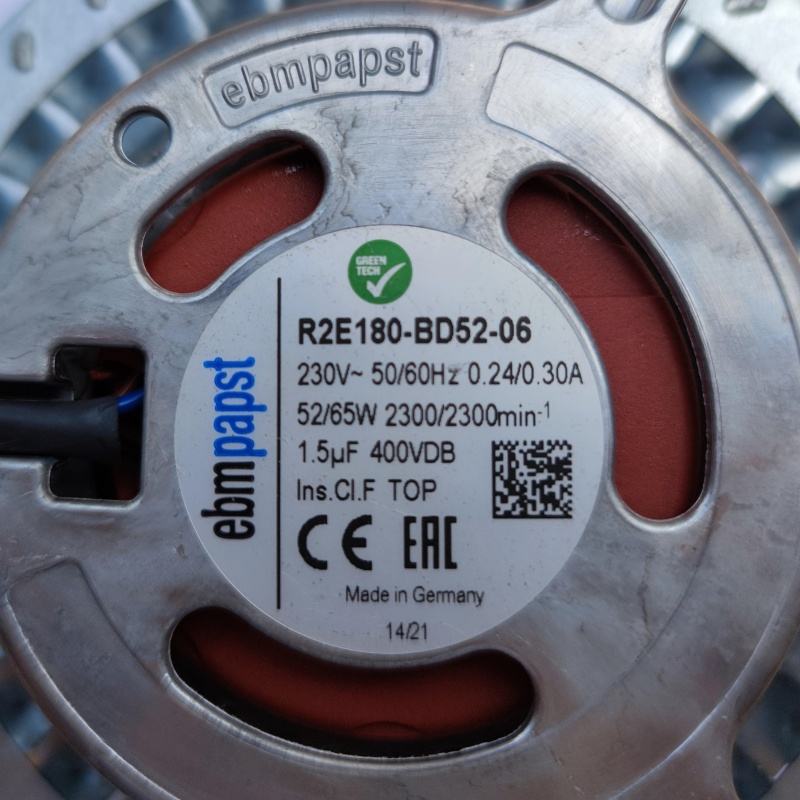 ebmpapst
GREEN
TECH
R2E180-BD52-06
230V~ 50/60Hz 0.24/0.30A
52/65W 2300/2300min-1
1.5µF 400VDB
Ins.Cl.F TOP
CE EAC
Made in Germany
14/21
ebmpapst